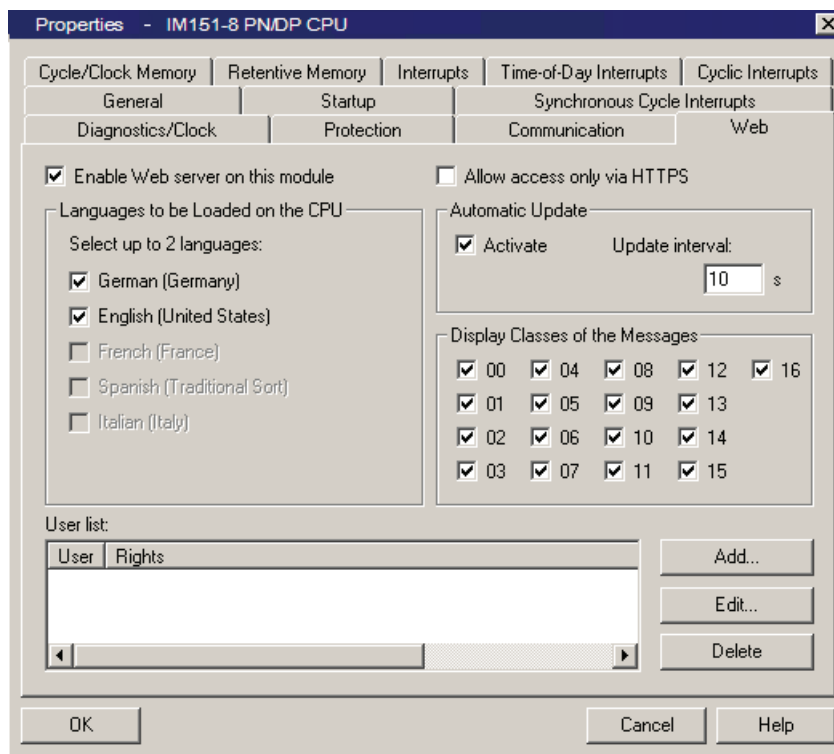 Properties - IM151-8 PN/DP CPU
Cycle/Clock Memory Retentive Memory Interrupts Time-of-Day Interrupts Cyclic Interrupts
General Startup Synchronous Cycle Interrupts
Diagnostics/Clock Protection Communication Web
Enable Web server on this module
Allow access only via HTTPS
Languages to be Loaded on the CPU
Select up to 2 languages:
German (Germany)
English (United States)
French (France)
Spanish (Traditional Sort)
Italian (Italy)
Automatic Update
Activate Update interval:
10 s
Display Classes of the Messages
00 04 08 12 16
01 05 09 13
02 06 10 14
03 07 11 15
User list:
User Rights
Add...
Edit...
Delete
OK Cancel Help